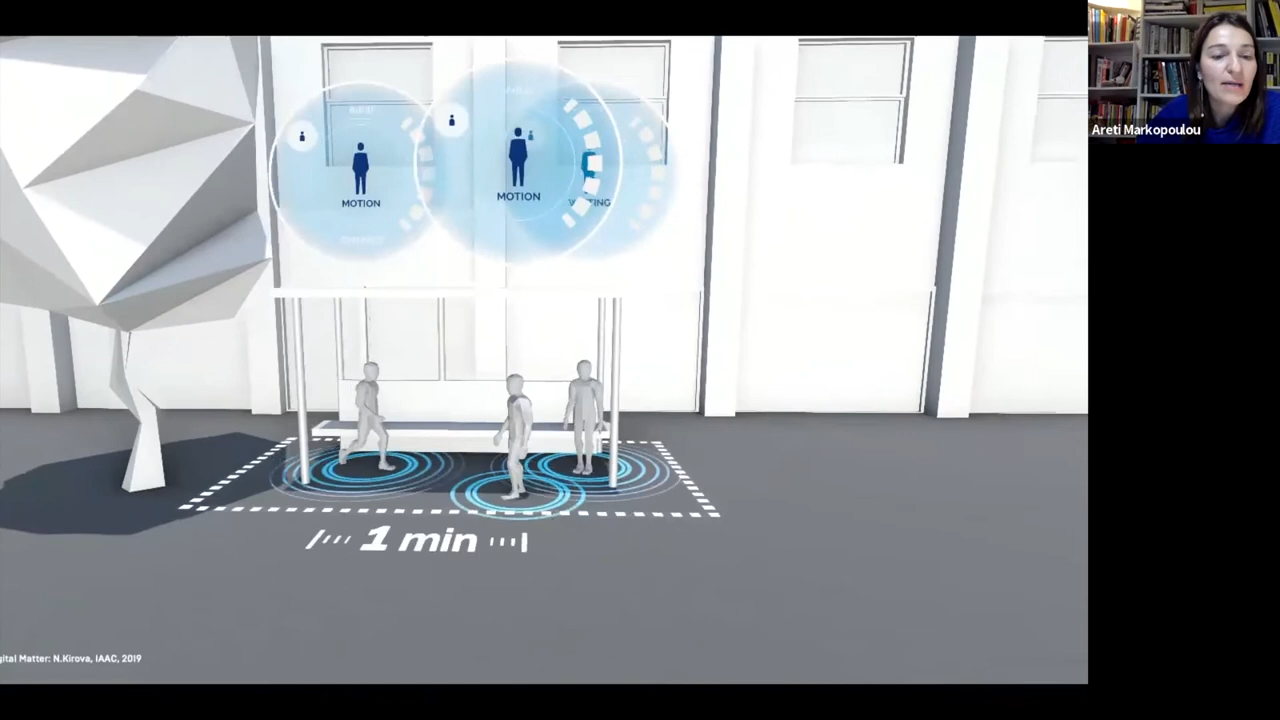 MOTION
MOTION
1 min
gital Matter: N.Kirova, IAAC, 2019
Areti Markopoulou